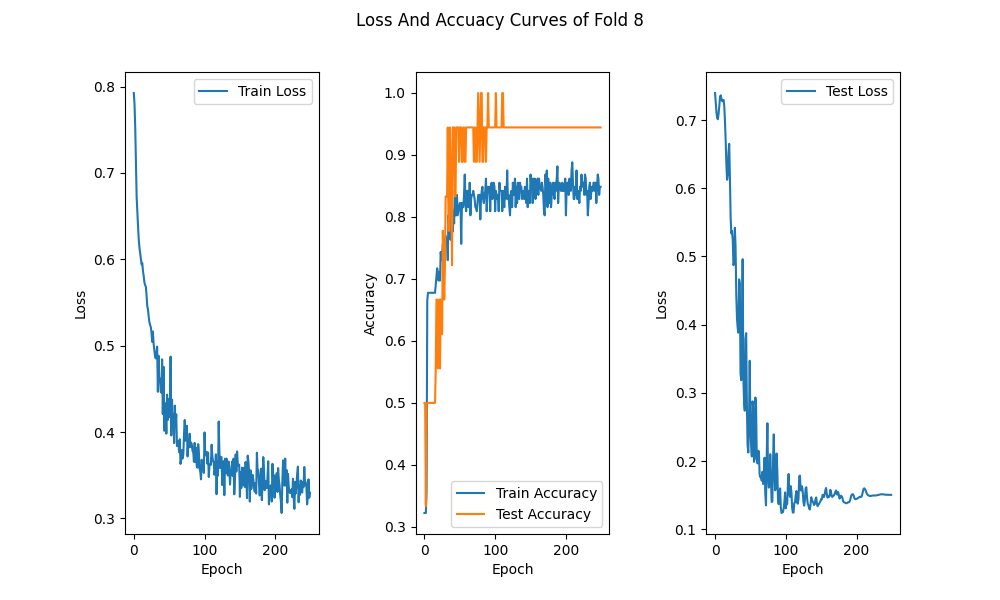 Loss And Accuacy Curves of Fold 8
Train Loss
0.8
0.7
0.6
0.5
0.4
0.3
Loss
0
100
200
Epoch
1.0
0.9
0.8
0.7
0.6
0.5
0.4
0.3
Accuracy
Train Accuracy
Test Accuracy
0
100
200
Epoch
Test Loss
0.7
0.6
0.5
0.4
0.3
0.2
0.1
Loss
0
100
200
Epoch